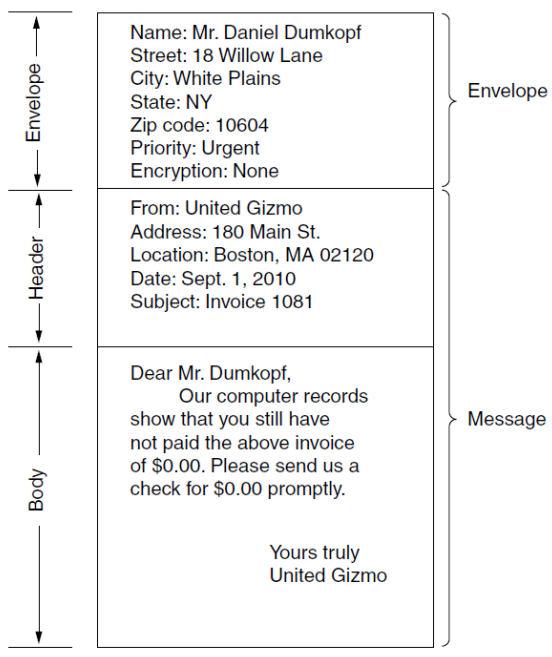 Name: Mr. Daniel Dumkopf
Street: 18 Willow Lane
City: White Plains
State: NY
Zip code: 10604
Priority: Urgent
Encryption: None
Envelope
Envelope
From: United Gizmo
Address: 180 Main St.
Location: Boston, MA 02120
Date: Sept. 1, 2010
Subject: Invoice 1081
Header
Dear Mr. Dumkopf,
Our computer records
show that you still have
not paid the above invoice
of $0.00. Please send us a
check for $0.00 promptly.
Yours truly
United Gizmo
Body
Message